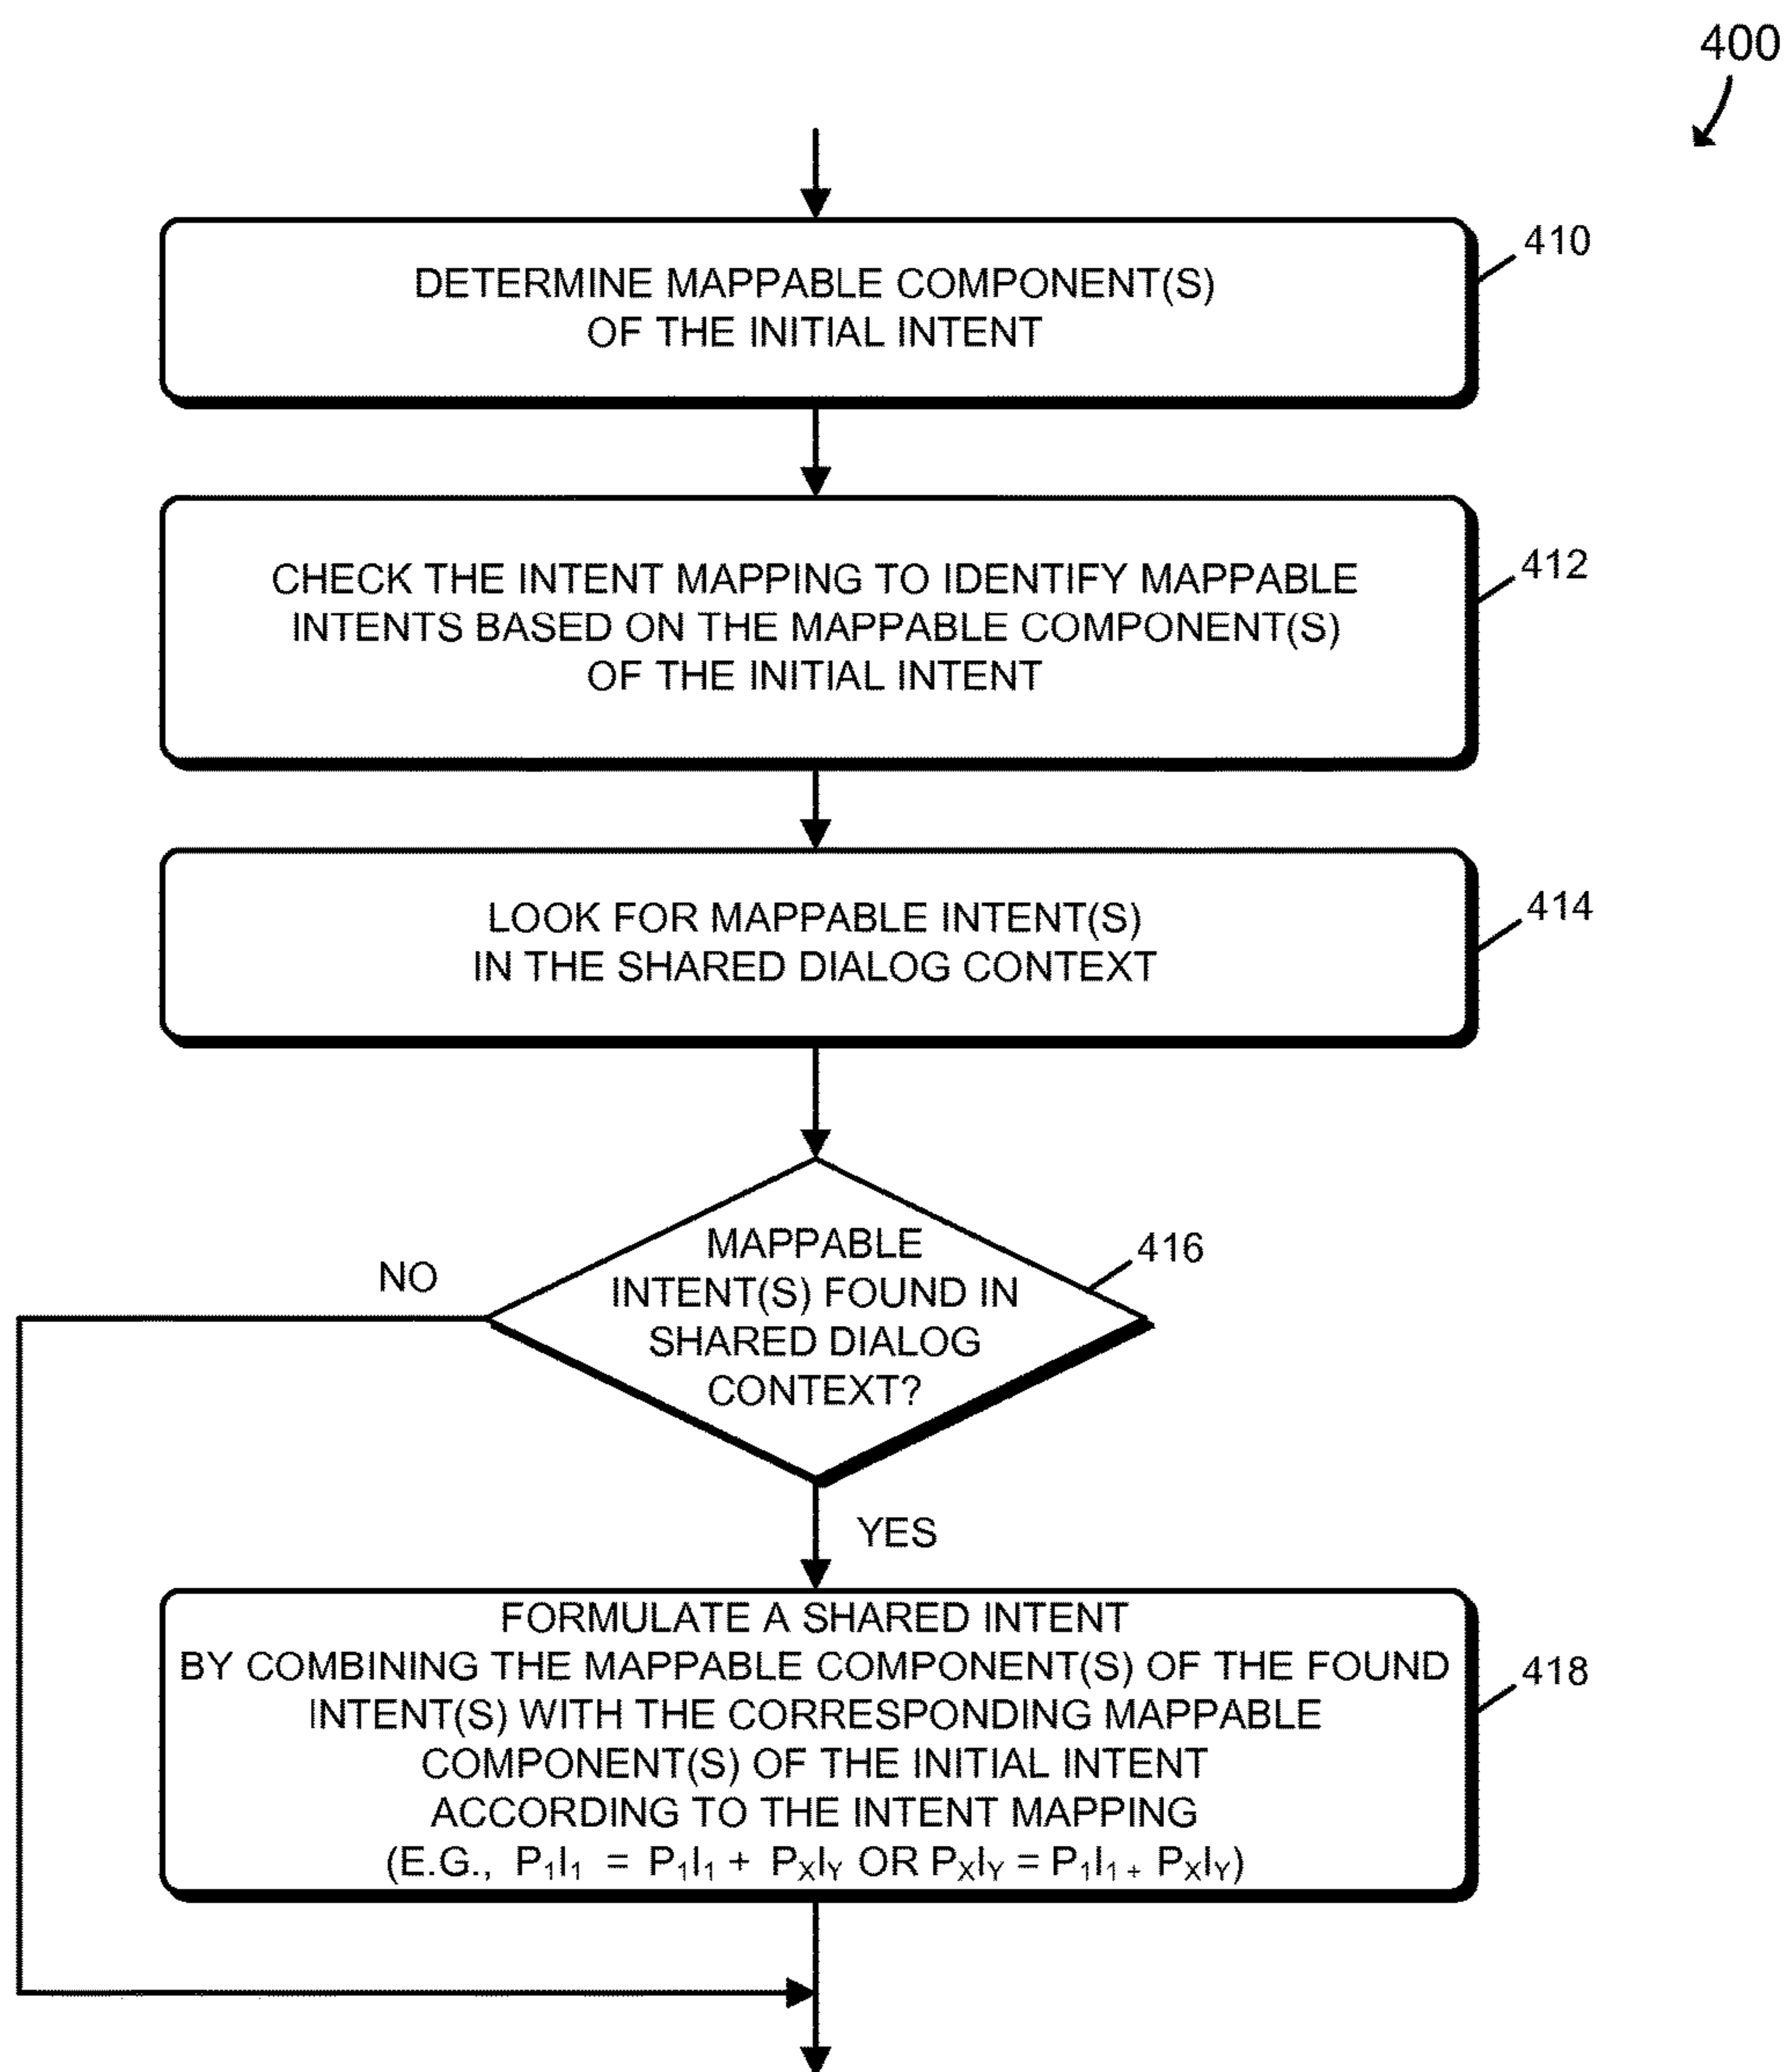 400
DETERMINE MAPPABLE COMPONENT(S)
OF THE INITIAL INTENT
410
CHECK THE INTENT MAPPING TO IDENTIFY MAPPABLE
INTENTS BASED ON THE MAPPABLE COMPONENT(S)
OF THE INITIAL INTENT
412
LOOK FOR MAPPABLE INTENT(S)
IN THE SHARED DIALOG CONTEXT
414
MAPPABLE
INTENT(S) FOUND IN
SHARED DIALOG
CONTEXT?
416
NO
YES
FORMULATE A SHARED INTENT
BY COMBINING THE MAPPABLE COMPONENT(S) OF THE FOUND
INTENT(S) WITH THE CORRESPONDING MAPPABLE
COMPONENT(S) OF THE INITIAL INTENT
ACCORDING TO THE INTENT MAPPING
(E.G., P₁I₁ = P₁I₁ + PₓIᵧ OR PₓIᵧ = P₁I₁ + PₓIᵧ)
418